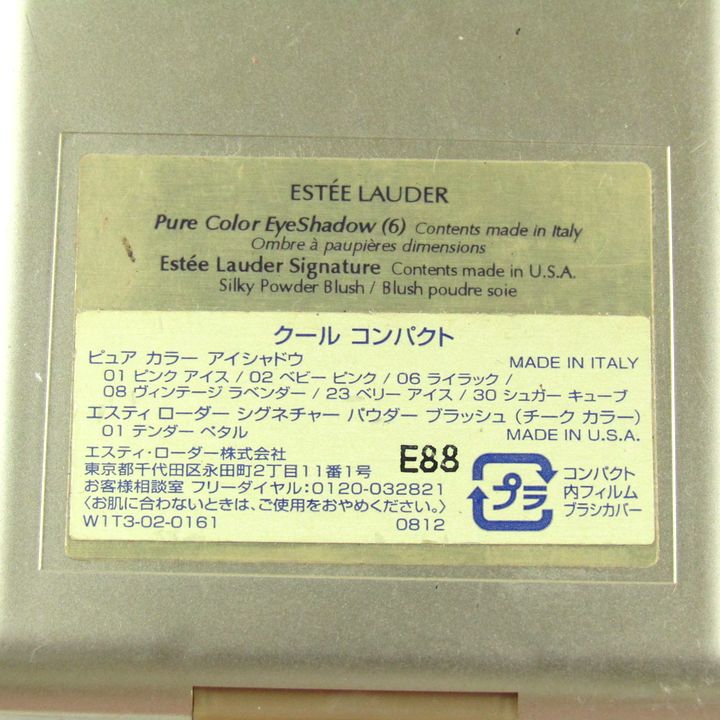 ESTÉE LAUDER
Pure Color EyeShadow (6) Contents made in Italy
Ombre à paupières dimensions
Estée Lauder Signature Contents made in U.S.A.
Silky Powder Blush / Blush poudre soie
クール コンパクト
ピュア カラー アイシャドウ MADE IN ITALY
01 ピンク アイス / 02 ベビー ピンク / 06 ライラック /
08 ヴィンテージ ラベンダー / 23 ベリー アイス / 30 シュガー キューブ
エスティ ローダー シグネチャー パウダー ブラッシュ (チーク カラー)
01 テンダー ペタル MADE IN U.S.A.
エスティ・ローダー株式会社
東京都千代田区永田町2丁目11番1号
お客様相談室 フリーダイヤル:0120-032821
〈お肌に合わないときは、ご使用をおやめください。〉
W1T3-02-0161 0812
E88
プラ
コンパクト
内フィルム
ブラシカバー